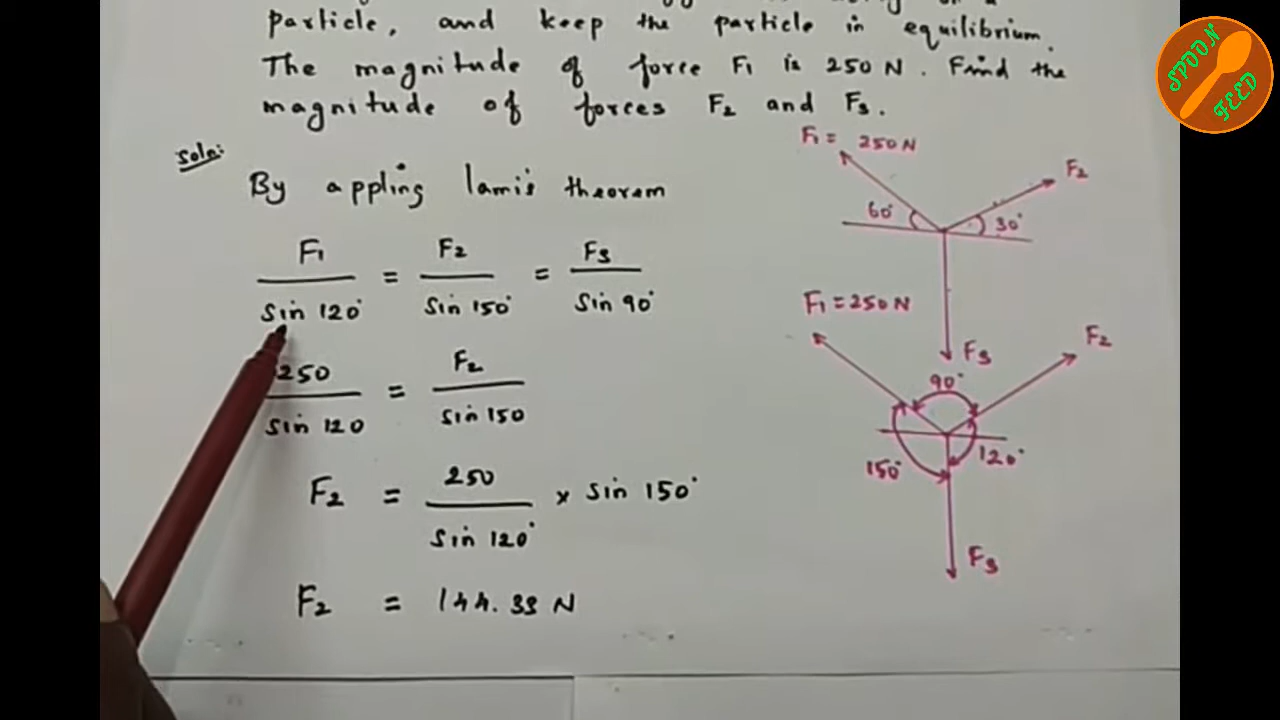 particle, and keep the particle in equilibrium.
The magnitude of force F1 is 250 N. Find the
magnitude of forces F2 and F3.
Soln:
By appling lami's theorem
F1 / sin 120° = F2 / sin 150° = F3 / sin 90°
250 / sin 120 = F2 / sin 150
F2 = 250 / sin 120° × sin 150°
F2 = 144.33 N
F1 = 250 N
F2
60°
30°
F3
F1 = 250 N
F2
90°
150°
120°
F3
SPOON
FEED